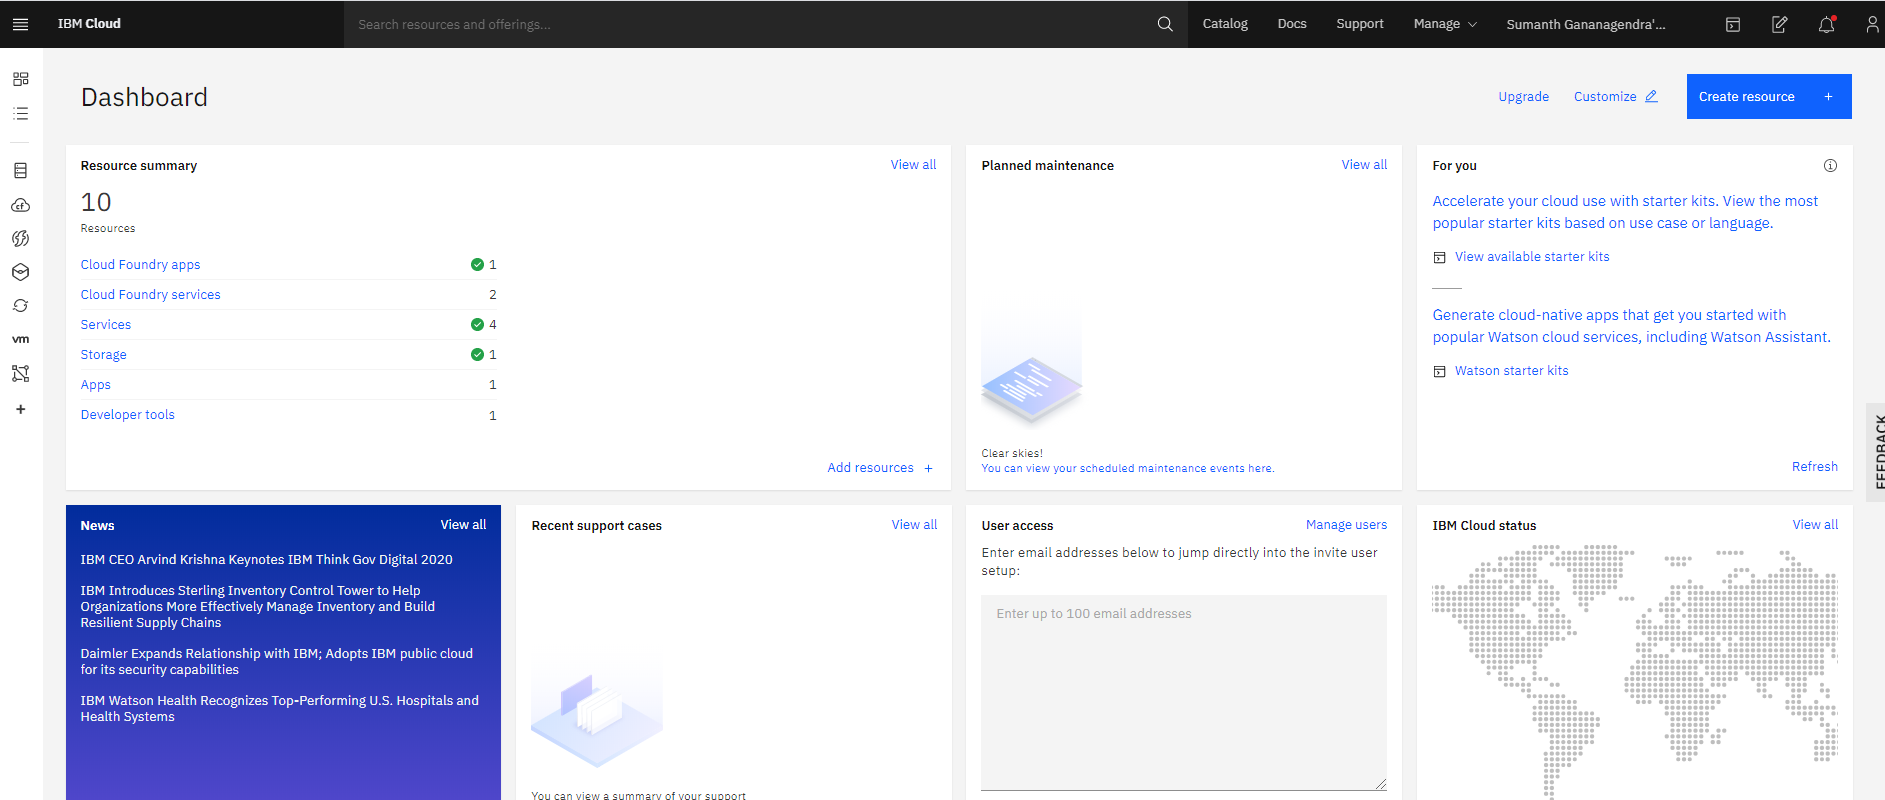 IBM Cloud
Search resources and offerings...
Catalog
Docs
Support
Manage
Sumanth Gananagendra'...
Dashboard
Upgrade
Customize
Create resource +
Resource summary
View all
10
Resources
Cloud Foundry apps 1
Cloud Foundry services 2
Services 4
Storage 1
Apps 1
Developer tools 1
Add resources +
Planned maintenance
View all
Clear skies!
You can view your scheduled maintenance events here.
For you
Accelerate your cloud use with starter kits. View the most
popular starter kits based on use case or language.
View available starter kits
Generate cloud-native apps that get you started with
popular Watson cloud services, including Watson Assistant.
Watson starter kits
Refresh
FEEDBACK
cf
vm
News
View all
IBM CEO Arvind Krishna Keynotes IBM Think Gov Digital 2020
IBM Introduces Sterling Inventory Control Tower to Help
Organizations More Effectively Manage Inventory and Build
Resilient Supply Chains
Daimler Expands Relationship with IBM; Adopts IBM public cloud
for its security capabilities
IBM Watson Health Recognizes Top-Performing U.S. Hospitals and
Health Systems
Recent support cases
View all
You can view a summary of your support
User access
Manage users
Enter email addresses below to jump directly into the invite user
setup:
Enter up to 100 email addresses
IBM Cloud status
View all